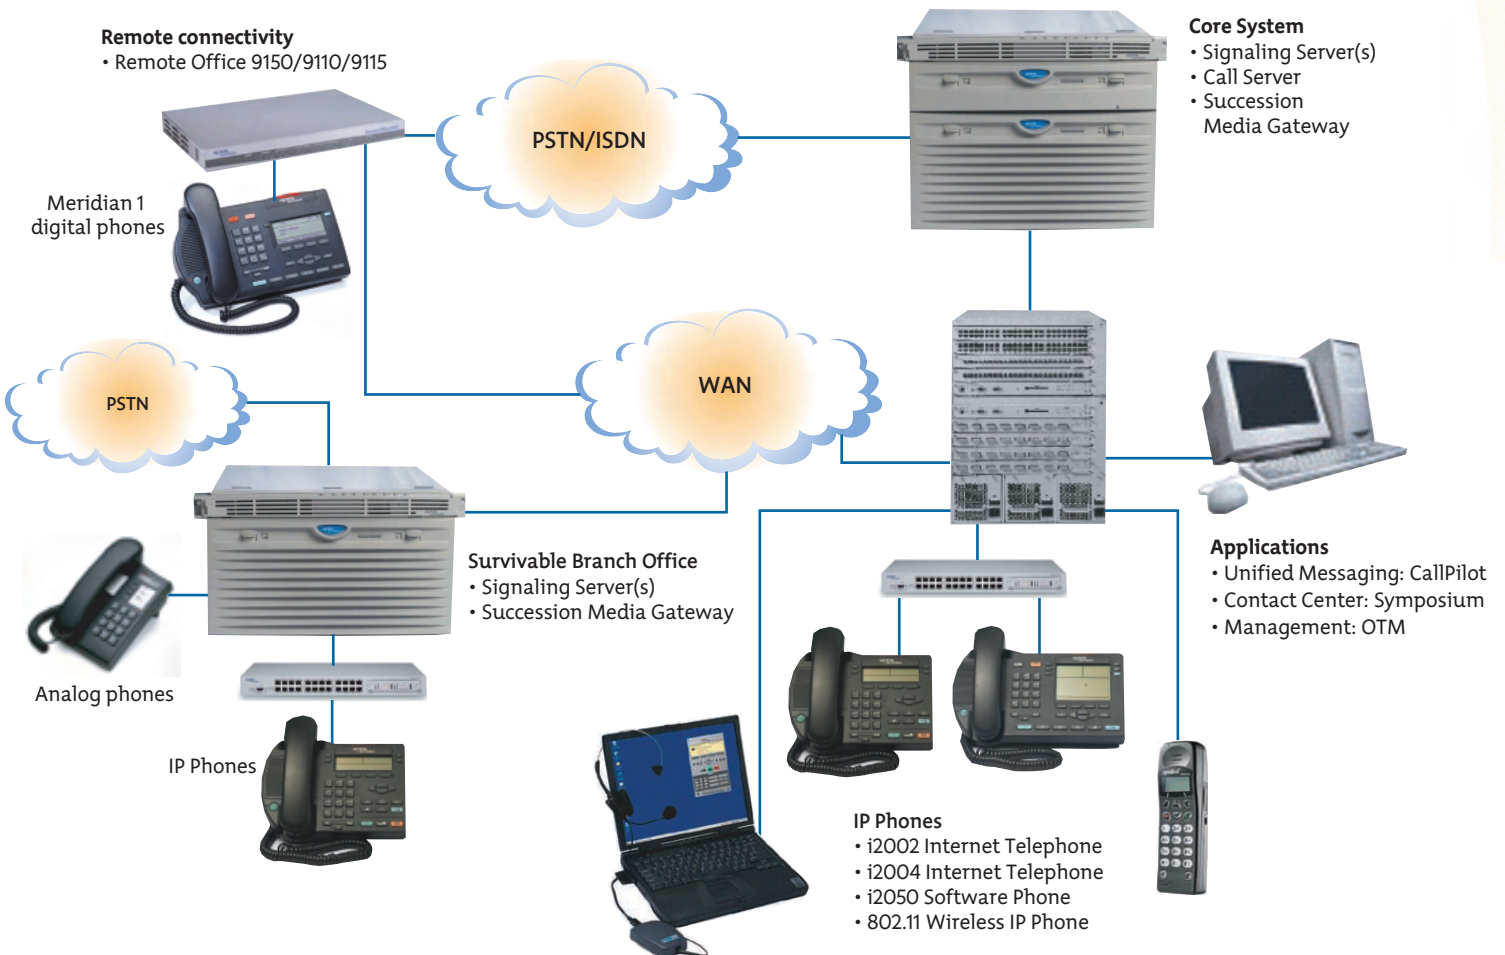 Remote connectivity
• Remote Office 9150/9110/9115
PSTN/ISDN
Core System
• Signaling Server(s)
• Call Server
• Succession
Media Gateway
Meridian 1
digital phones
WAN
PSTN
Survivable Branch Office
• Signaling Server(s)
• Succession Media Gateway
Applications
• Unified Messaging: CallPilot
• Contact Center: Symposium
• Management: OTM
Analog phones
IP Phones
IP Phones
• i2002 Internet Telephone
• i2004 Internet Telephone
• i2050 Software Phone
• 802.11 Wireless IP Phone